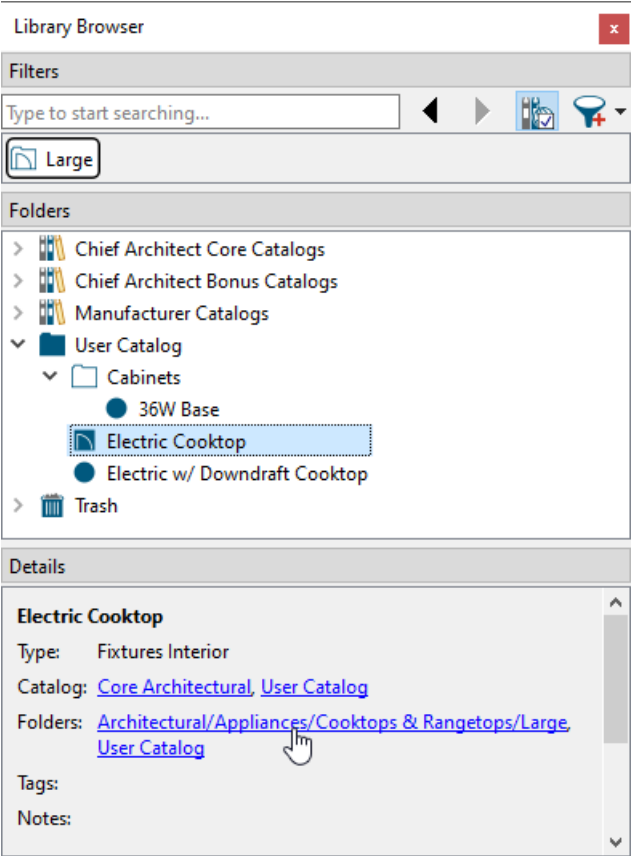 Library Browser
x
Filters
Type to start searching...
Large
Folders
Chief Architect Core Catalogs
Chief Architect Bonus Catalogs
Manufacturer Catalogs
User Catalog
Cabinets
36W Base
Electric Cooktop
Electric w/ Downdraft Cooktop
Trash
Details
Electric Cooktop
Type: Fixtures Interior
Catalog: Core Architectural, User Catalog
Folders: Architectural/Appliances/Cooktops & Rangetops/Large,
User Catalog
Tags:
Notes: